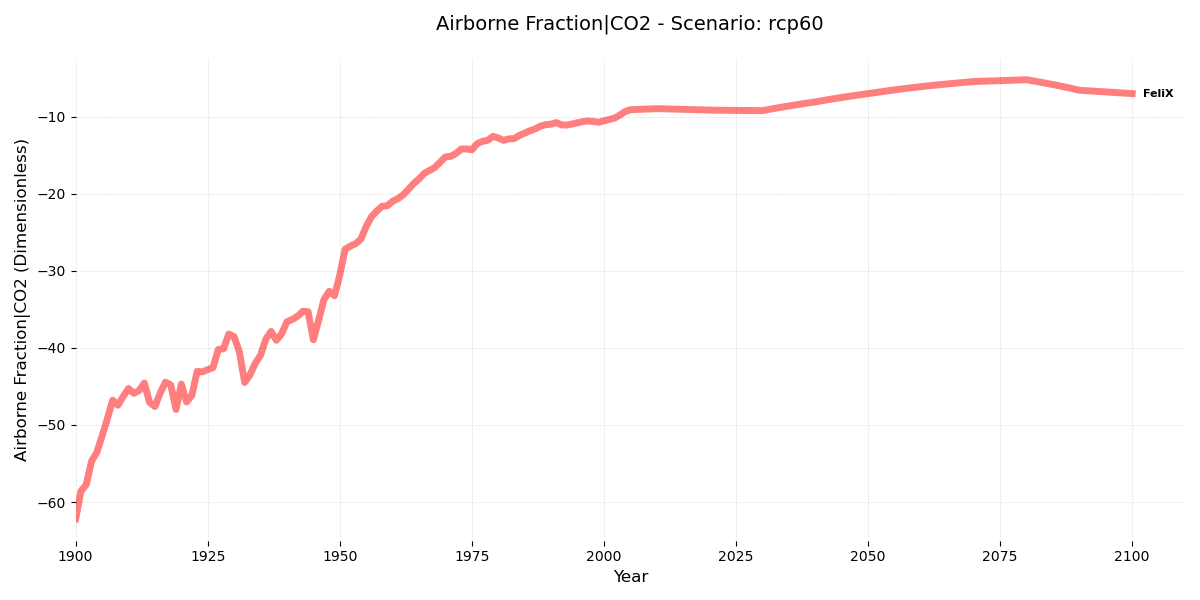 Airborne Fraction|CO2 - Scenario: rcp60
Airborne Fraction|CO2 (Dimensionless)
−10
−20
−30
−40
−50
−60
FeliX
1900 1925 1950 1975 2000 2025 2050 2075 2100
Year